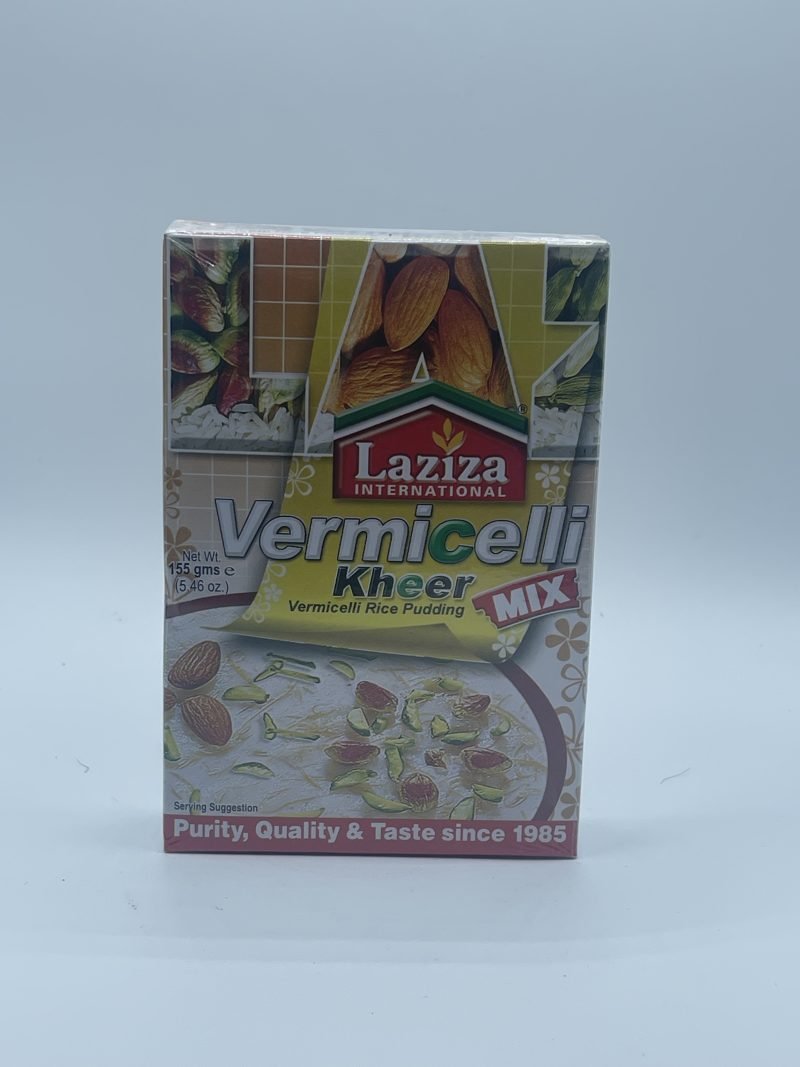 LAZ
Laziza ®
INTERNATIONAL
Vermicelli
Kheer
MIX
Vermicelli Rice Pudding
Net Wt.
155 gms e
(5.46 oz.)
Serving Suggestion
Purity, Quality & Taste since 1985